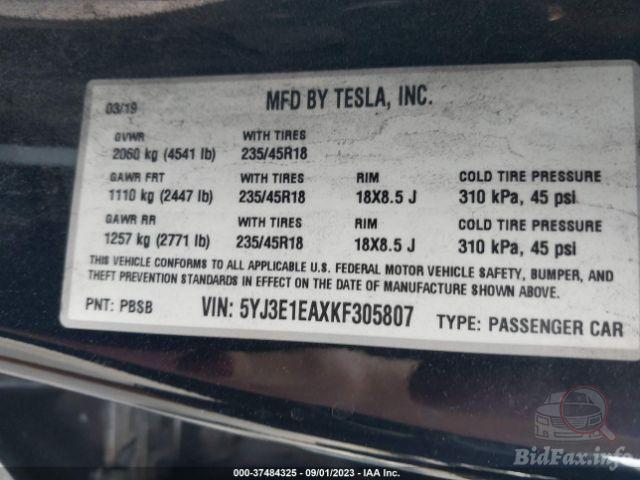 03/19 MFD BY TESLA, INC.
GVWR WITH TIRES
2060 kg (4541 lb) 235/45R18
GAWR FRT WITH TIRES RIM COLD TIRE PRESSURE
1110 kg (2447 lb) 235/45R18 18X8.5 J 310 kPa, 45 psi
GAWR RR WITH TIRES RIM COLD TIRE PRESSURE
1257 kg (2771 lb) 235/45R18 18X8.5 J 310 kPa, 45 psi
THIS VEHICLE CONFORMS TO ALL APPLICABLE U.S. FEDERAL MOTOR VEHICLE SAFETY, BUMPER, AND
THEFT PREVENTION STANDARDS IN EFFECT ON THE DATE OF MANUFACTURE SHOWN ABOVE.
PNT: PBSB VIN: 5YJ3E1EAXKF305807 TYPE: PASSENGER CAR
BidFax.info
000-37484325 - 09/01/2023 - IAA Inc.